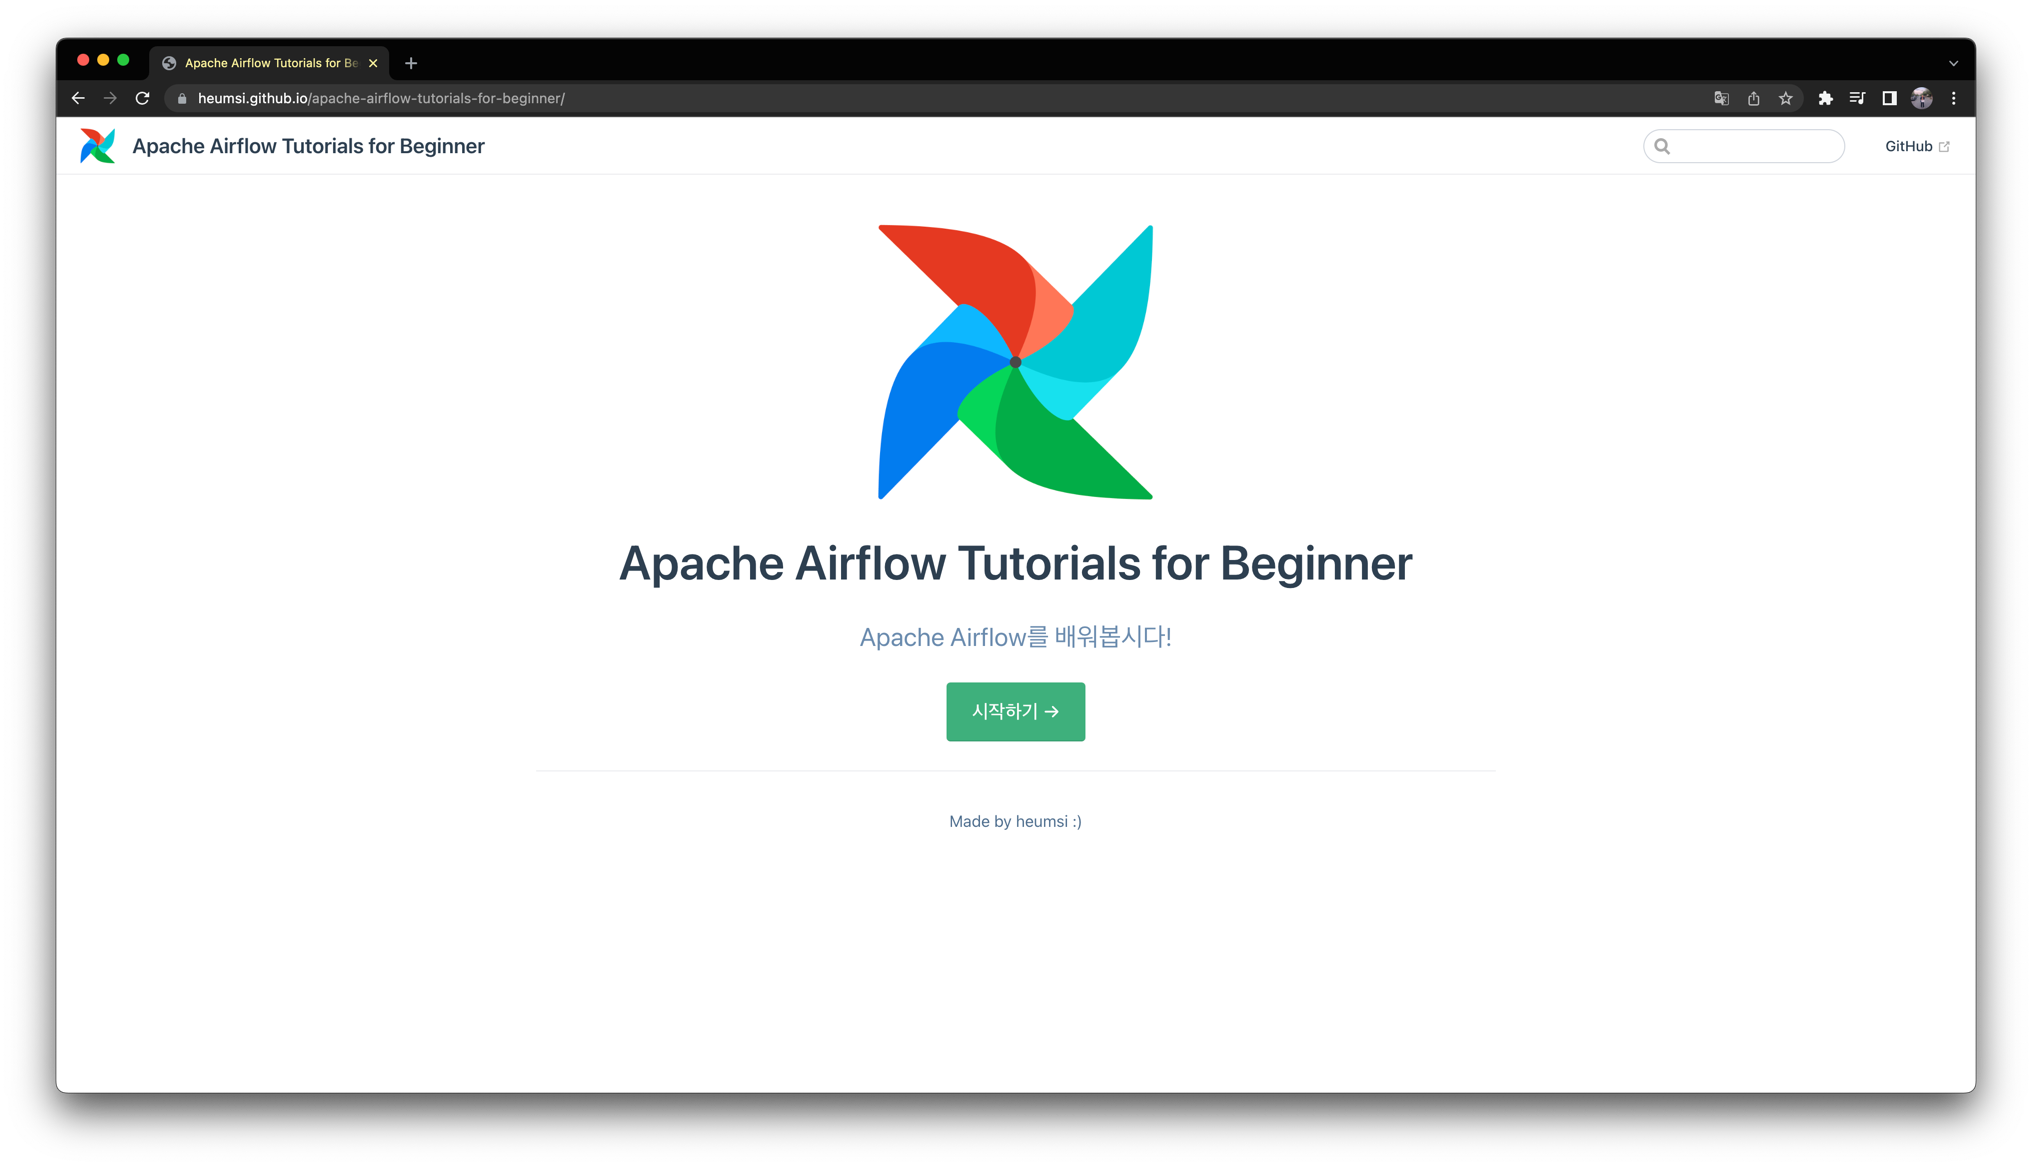 Apache Airflow Tutorials for Be
heumsi.github.io/apache-airflow-tutorials-for-beginner/
Apache Airflow Tutorials for Beginner
GitHub
Apache Airflow Tutorials for Beginner
Apache Airflow를 배워봅시다!
시작하기 →
Made by heumsi :)